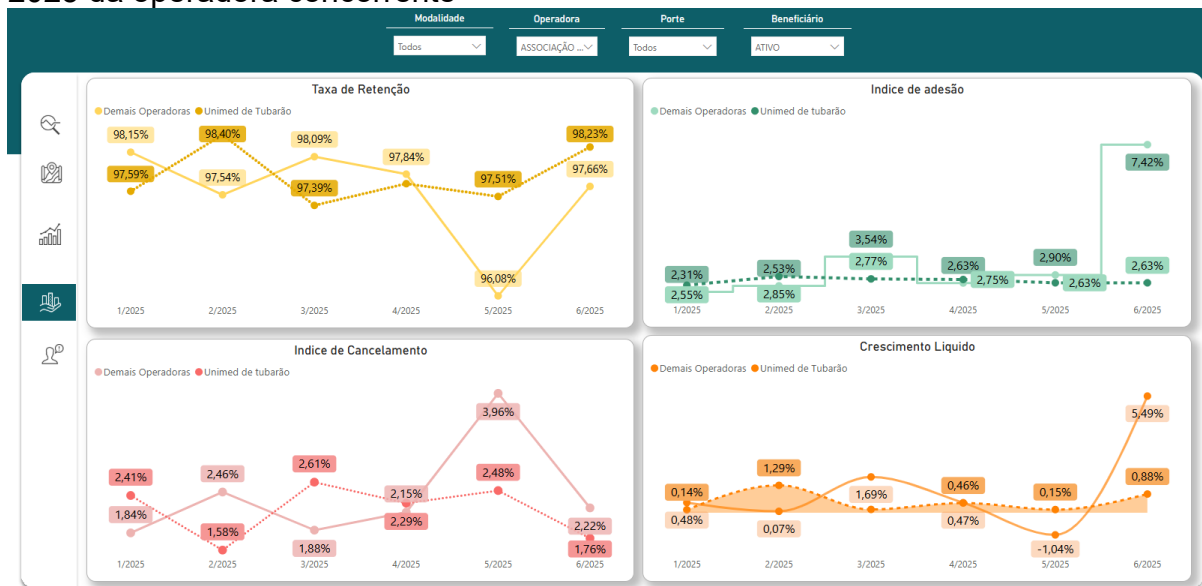 2025 da operadora concorrente
Modalidade Operadora Porte Beneficiário
Todos ASSOCIAÇÃO ... Todos ATIVO
Taxa de Retenção
Demais Operadoras Unimed de Tubarão
98,15% 98,40% 98,09% 97,84% 97,51% 98,23%
97,59% 97,54% 97,39% 96,08% 97,66%
1/2025 2/2025 3/2025 4/2025 5/2025 6/2025
Indice de adesão
Demais Operadoras Unimed de Tubarão
7,42%
2,31% 2,53% 3,54% 2,63% 2,90% 2,63%
2,55% 2,85% 2,77% 2,75% 2,63%
1/2025 2/2025 3/2025 4/2025 5/2025 6/2025
Indice de Cancelamento
Demais Operadoras Unimed de tubarão
2,41% 2,46% 2,61% 2,15% 3,96% 2,22%
1,84% 1,58% 1,88% 2,29% 2,48% 1,76%
1/2025 2/2025 3/2025 4/2025 5/2025 6/2025
Crescimento Liquido
Demais Operadoras Unimed de Tubarão
5,49%
0,14% 1,29% 1,69% 0,46% 0,15% 0,88%
0,48% 0,07% 0,47% -1,04%
1/2025 2/2025 3/2025 4/2025 5/2025 6/2025